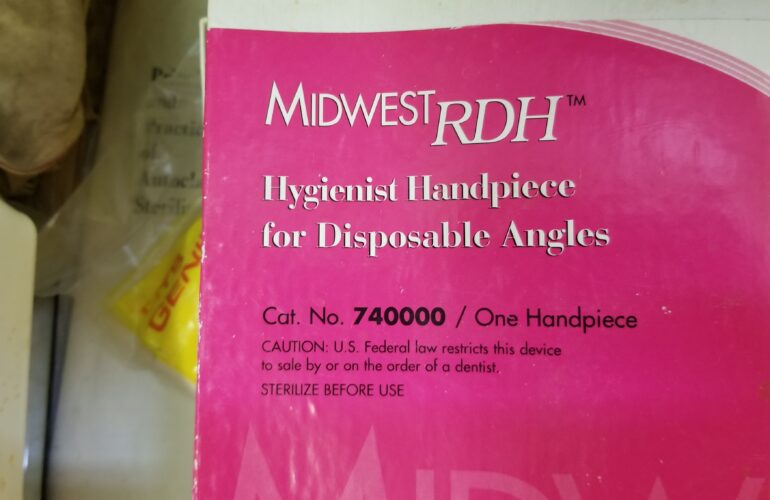 MIDWEST RDH™
Hygienist Handpiece
for Disposable Angles
Cat. No. 740000 / One Handpiece
CAUTION: U.S. Federal law restricts this device
to sale by or on the order of a dentist.
STERILIZE BEFORE USE
MIDW